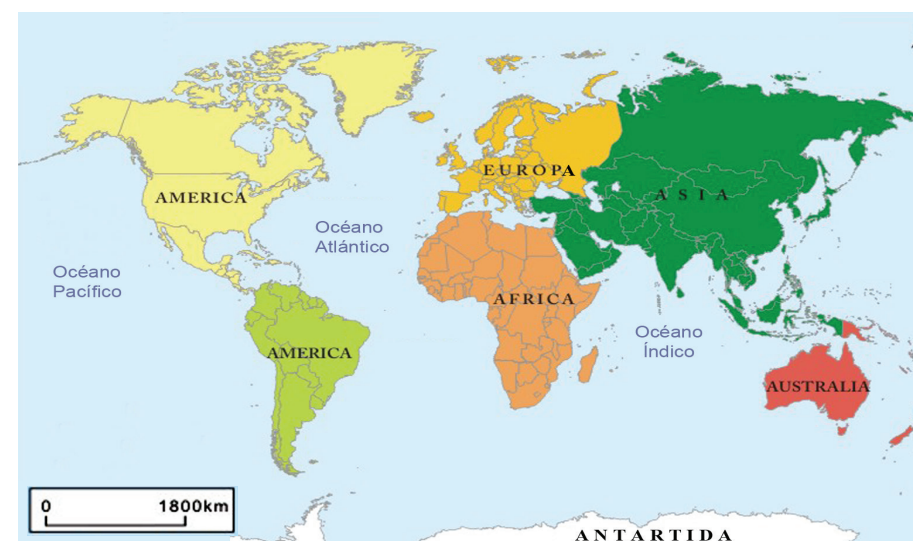 EUROPA
ASIA
AMERICA
Océano
Atlántico
Océano
Pacífico
AFRICA
Océano
Índico
AMERICA
AUSTRALIA
0 1800km
ANTARTIDA